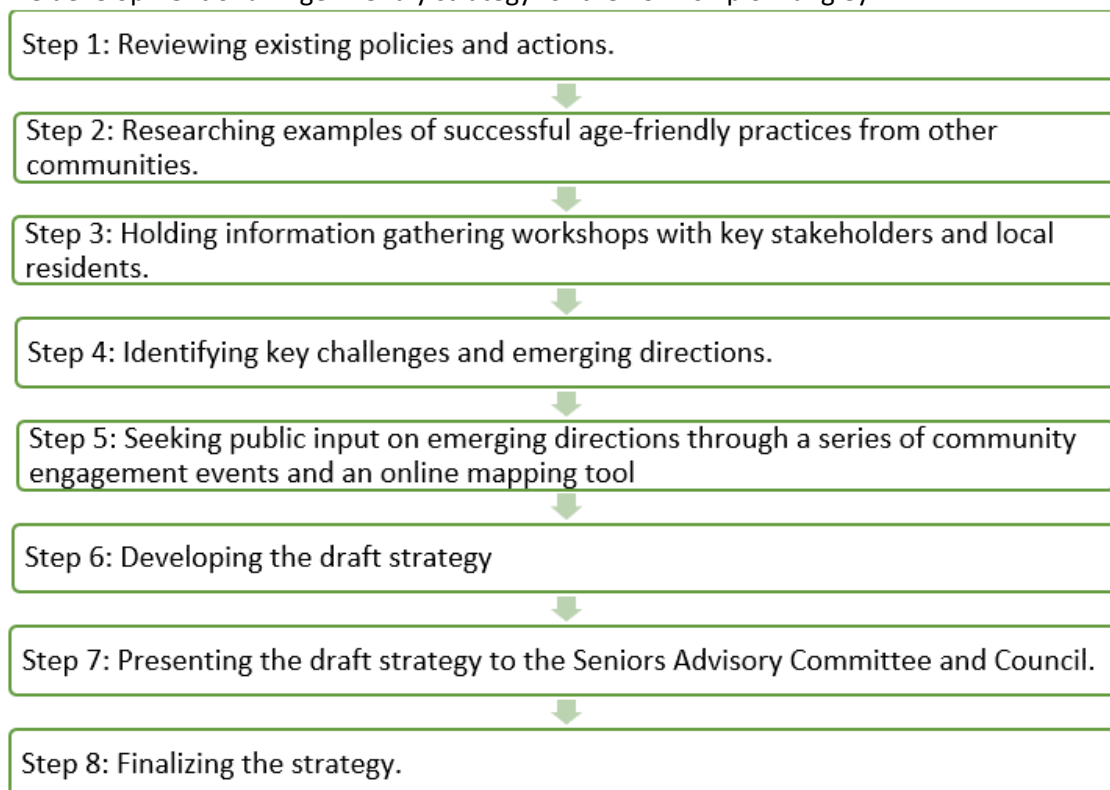 Step 1: Reviewing existing policies and actions.
Step 2: Researching examples of successful age-friendly practices from other
communities.
Step 3: Holding information gathering workshops with key stakeholders and local
residents.
Step 4: Identifying key challenges and emerging directions.
Step 5: Seeking public input on emerging directions through a series of community
engagement events and an online mapping tool
Step 6: Developing the draft strategy
Step 7: Presenting the draft strategy to the Seniors Advisory Committee and Council.
Step 8: Finalizing the strategy.